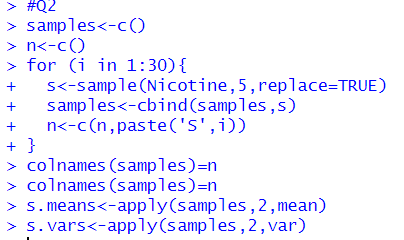 > #Q2
> samples<-c()
> n<-c()
> for (i in 1:30){
+   s<-sample(Nicotine,5,replace=TRUE)
+   samples<-cbind(samples,s)
+   n<-c(n,paste('S',i))
+ }
> colnames(samples)=n
> colnames(samples)=n
> s.means<-apply(samples,2,mean)
> s.vars<-apply(samples,2,var)